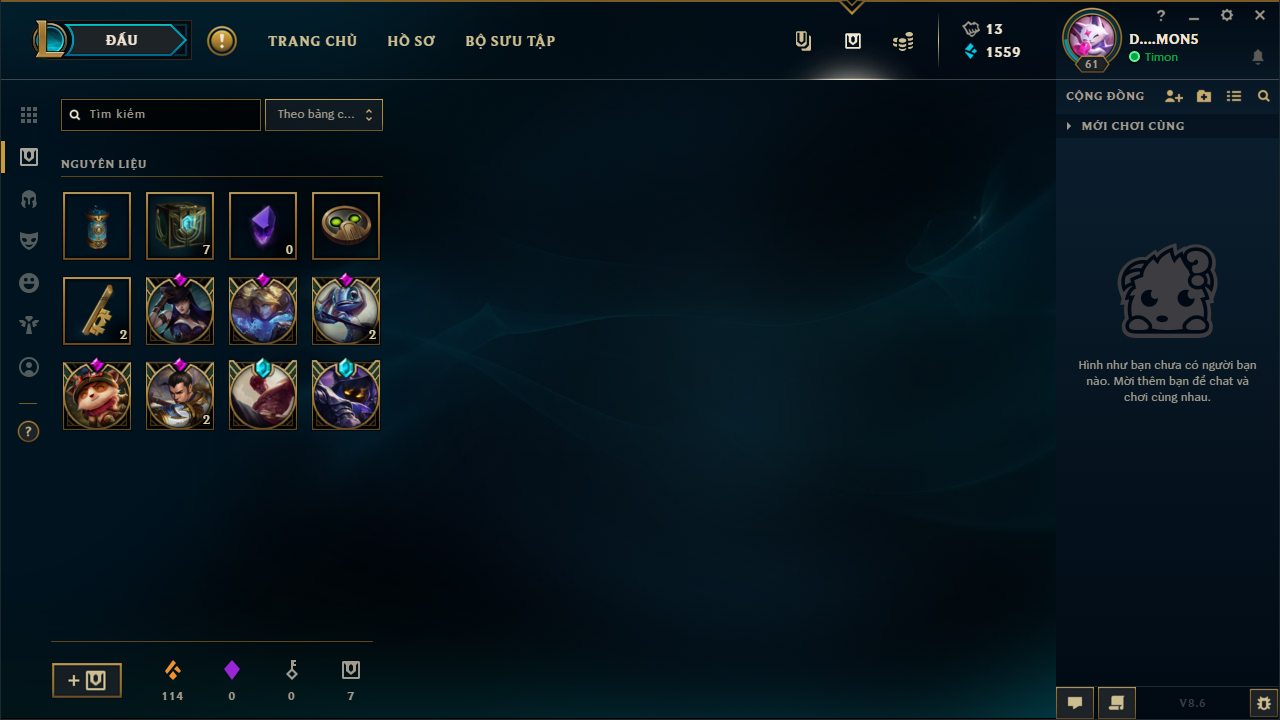 ĐẤU
TRANG CHỦ
HỒ SƠ
BỘ SƯU TẬP
13
1559
?
D....MON5
Timon
61
CỘNG ĐỒNG
MỚI CHƠI CÙNG
Tìm kiếm
Theo bảng c...
NGUYÊN LIỆU
7
0
2
2
2
?
Hình như bạn chưa có người bạn
nào. Mời thêm bạn để chat và
chơi cùng nhau.
+
114
0
0
7
V8.6